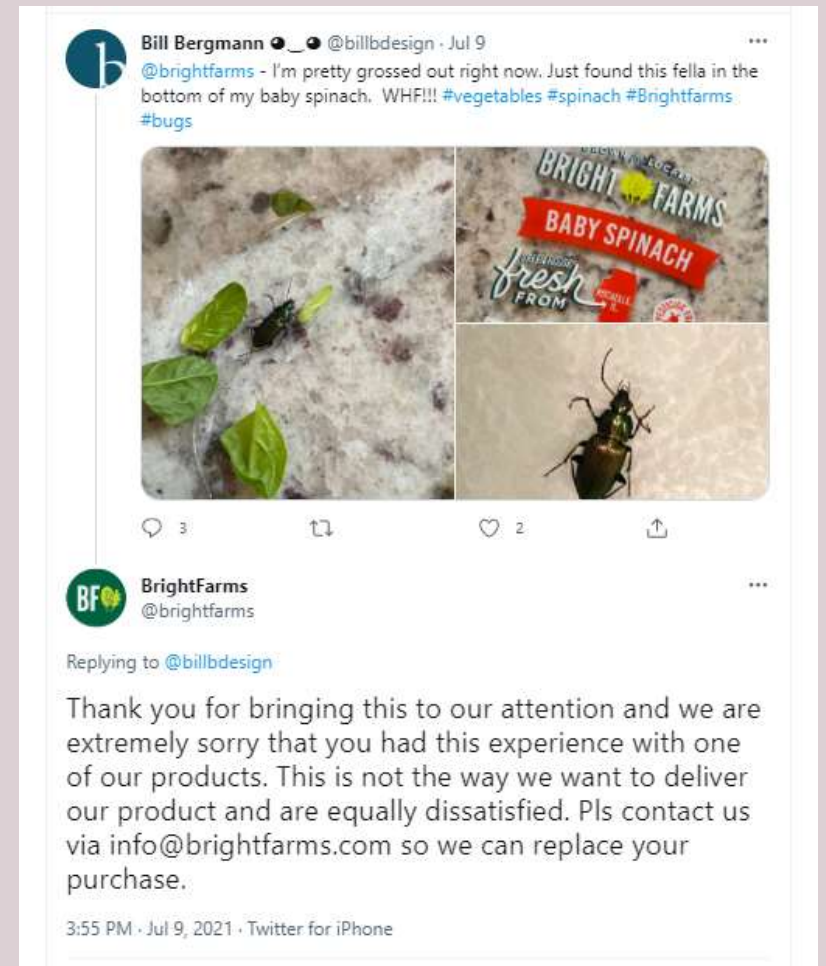 Bill Bergmann ◕‿◕ @billbdesign · Jul 9
@brightfarms - I'm pretty grossed out right now. Just found this fella in the
bottom of my baby spinach.  WHF!!! #vegetables #spinach #Brightfarms
#bugs
BRIGHT FARMS
BABY SPINACH
fresh
FROM
3
2
BF
BrightFarms
@brightfarms
Replying to @billbdesign
Thank you for bringing this to our attention and we are
extremely sorry that you had this experience with one
of our products. This is not the way we want to deliver
our product and are equally dissatisfied. Pls contact us
via info@brightfarms.com so we can replace your
purchase.
3:55 PM · Jul 9, 2021 · Twitter for iPhone